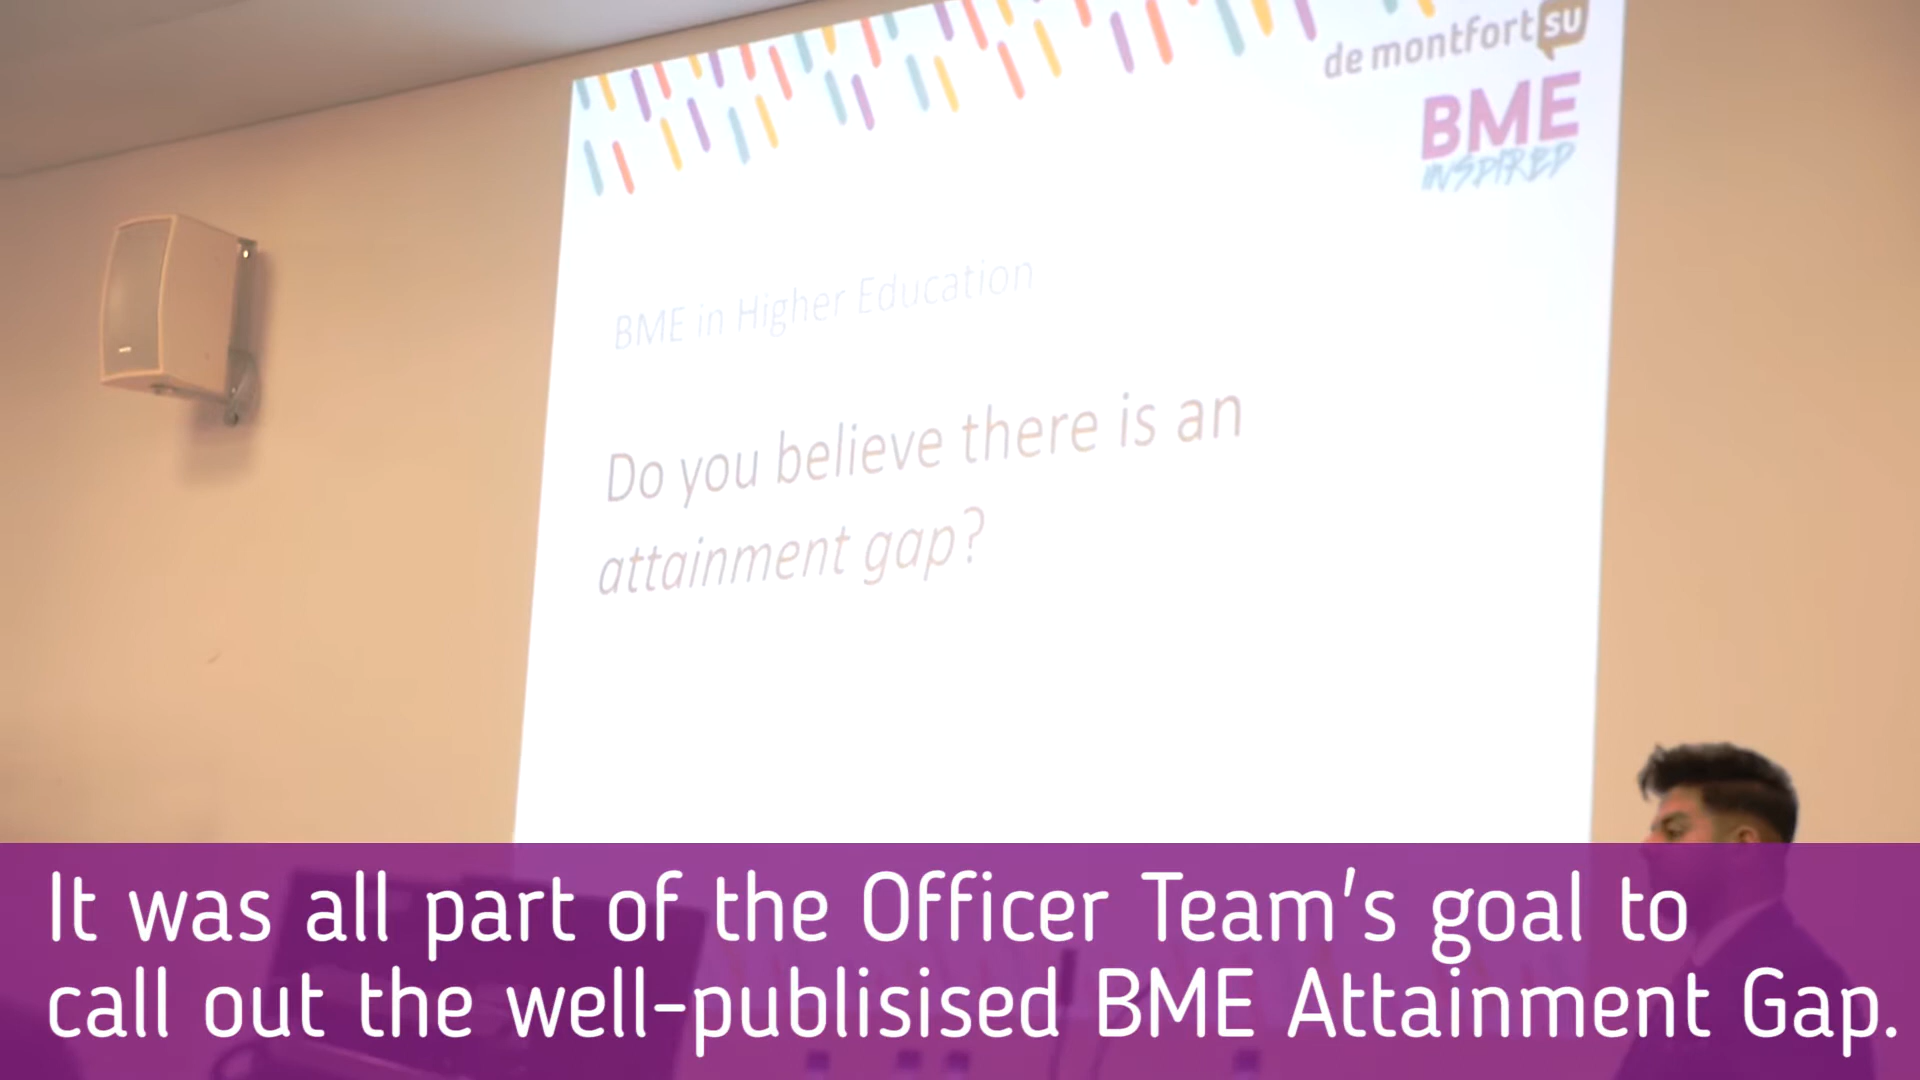 de montfort su
BME
INSPIRED
BME in Higher Education
Do you believe there is an
attainment gap?
It was all part of the Officer Team's goal to
call out the well-publisised BME Attainment Gap.